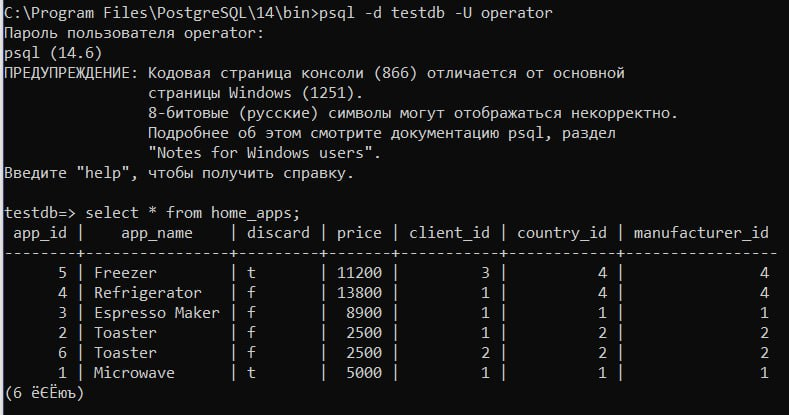 C:\Program Files\PostgreSQL\14\bin>psql -d testdb -U operator
Пароль пользователя operator:
psql (14.6)
ПРЕДУПРЕЖДЕНИЕ: Кодовая страница консоли (866) отличается от основной
                страницы Windows (1251).
                8-битовые (русские) символы могут отображаться некорректно.
                Подробнее об этом смотрите документацию psql, раздел
                "Notes for Windows users".
Введите "help", чтобы получить справку.

testdb=> select * from home_apps;
 app_id |    app_name    | discard | price | client_id | country_id | manufacturer_id
--------+----------------+---------+-------+-----------+------------+-----------------
      5 | Freezer        | t       | 11200 |         3 |          4 |               4
      4 | Refrigerator   | f       | 13800 |         1 |          4 |               4
      3 | Espresso Maker | f       |  8900 |         1 |          1 |               1
      2 | Toaster        | f       |  2500 |         1 |          2 |               2
      6 | Toaster        | f       |  2500 |         2 |          2 |               2
      1 | Microwave      | t       |  5000 |         1 |          1 |               1
(6 ёЄЁюъ)